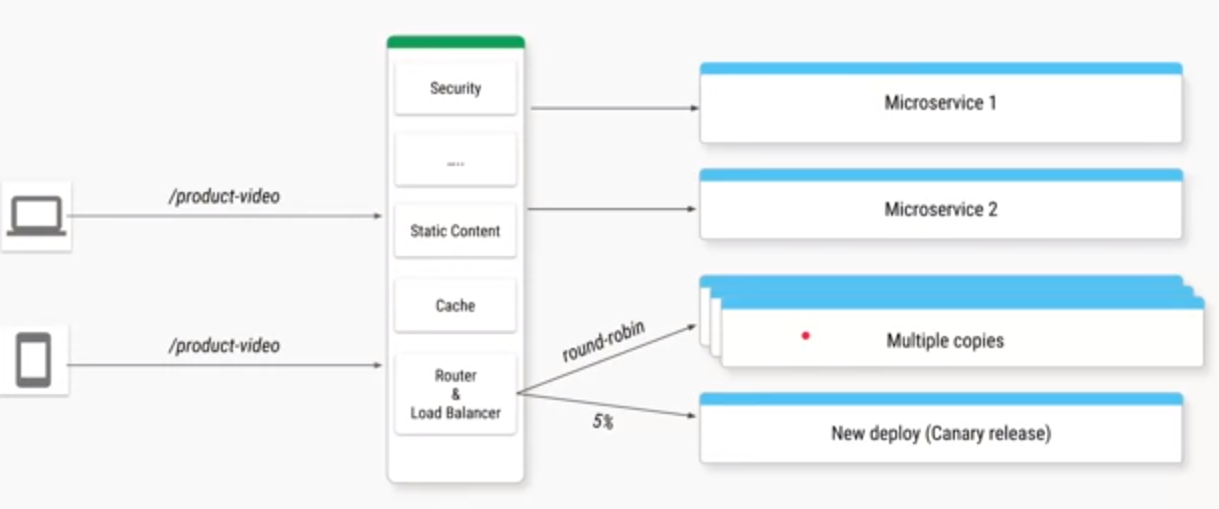 Security
....
Static Content
Cache
Router
&
Load Balancer
/product-video
/product-video
round-robin
5%
Microservice 1
Microservice 2
Multiple copies
New deploy (Canary release)